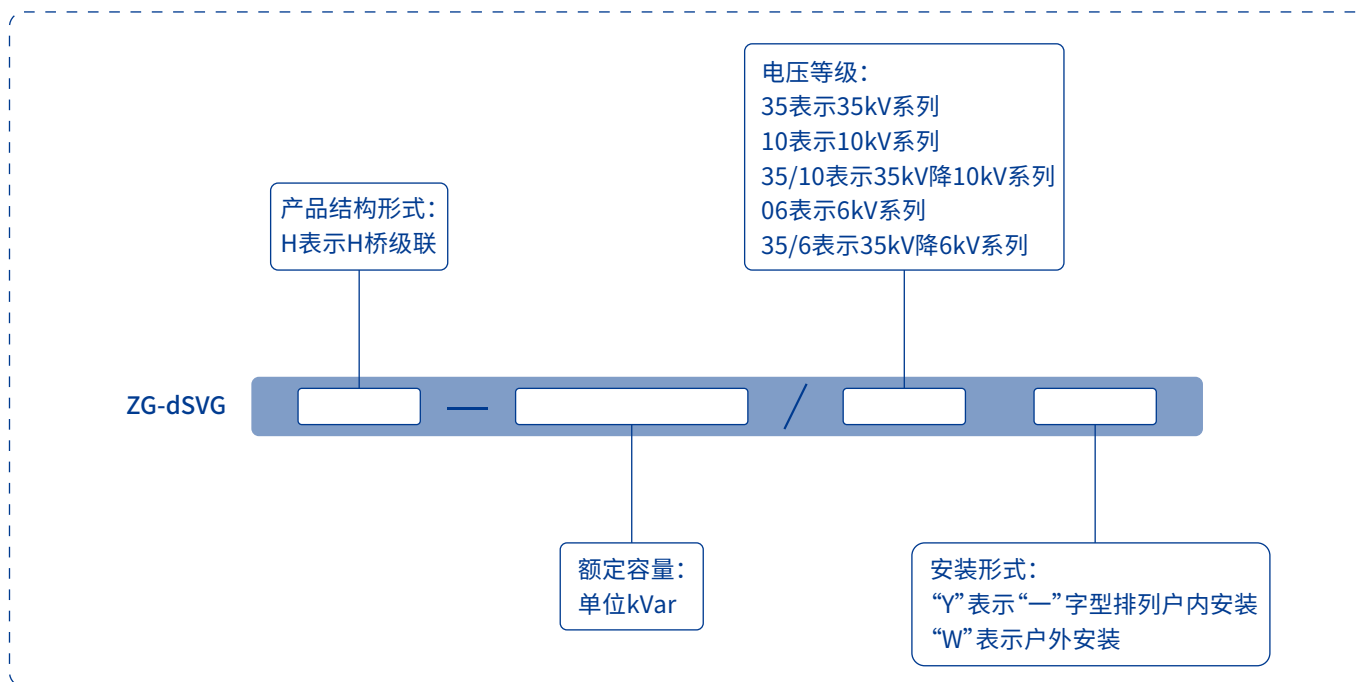 电压等级：
35表示35kV系列
10表示10kV系列
35/10表示35kV降10kV系列
06表示6kV系列
35/6表示35kV降6kV系列
产品结构形式：
H表示H桥级联
ZG-dSVG — /
额定容量：
单位kVar
安装形式：
“Y”表示“一”字型排列户内安装
“W”表示户外安装